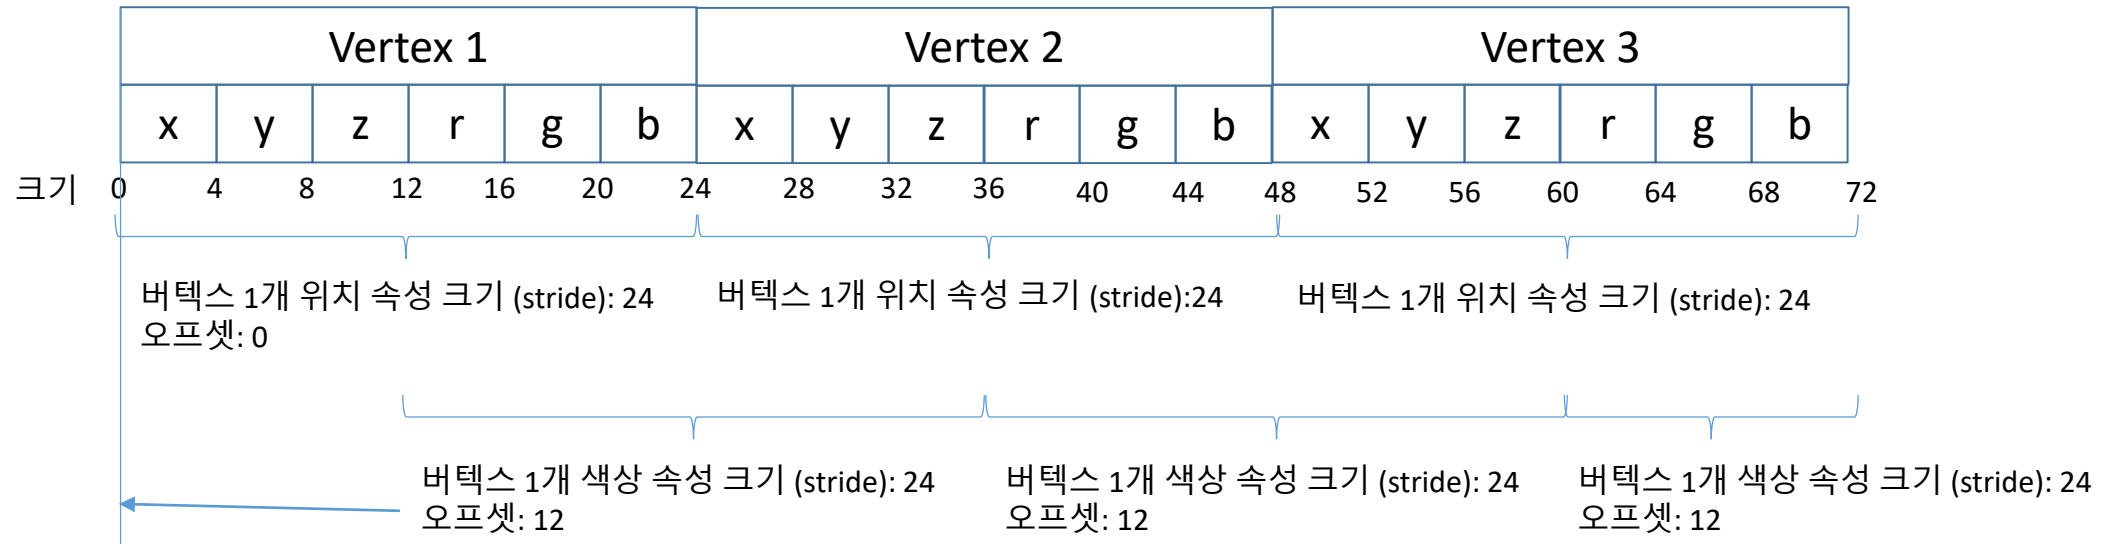 Vertex 1 Vertex 2 Vertex 3
x y z r g b x y z r g b x y z r g b
크기 0 4 8 12 16 20 24 28 32 36 40 44 48 52 56 60 64 68 72
버텍스 1개 위치 속성 크기 (stride): 24
오프셋: 0
버텍스 1개 위치 속성 크기 (stride):24
버텍스 1개 위치 속성 크기 (stride): 24
버텍스 1개 색상 속성 크기 (stride): 24
오프셋: 12
버텍스 1개 색상 속성 크기 (stride): 24
오프셋: 12
버텍스 1개 색상 속성 크기 (stride): 24
오프셋: 12